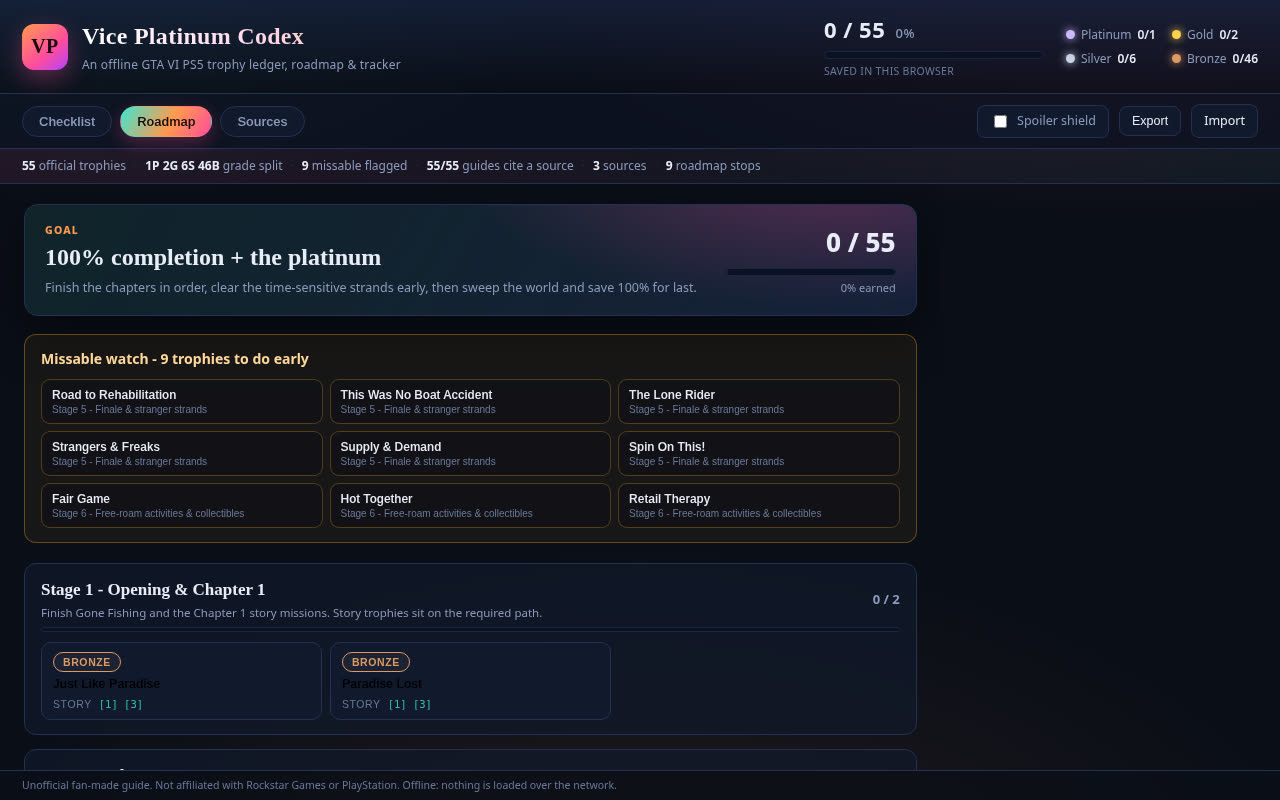 VP
Vice Platinum Codex
An offline GTA VI PS5 trophy ledger, roadmap & tracker
0 / 55 0%
SAVED IN THIS BROWSER
Platinum 0/1 Gold 0/2
Silver 0/6 Bronze 0/46
Checklist Roadmap Sources
Spoiler shield Export Import
55 official trophies 1P 2G 6S 46B grade split 9 missable flagged 55/55 guides cite a source 3 sources 9 roadmap stops
GOAL
100% completion + the platinum
Finish the chapters in order, clear the time-sensitive strands early, then sweep the world and save 100% for last.
0 / 55
0% earned
Missable watch - 9 trophies to do early
Road to Rehabilitation
Stage 5 - Finale & stranger strands
This Was No Boat Accident
Stage 5 - Finale & stranger strands
The Lone Rider
Stage 5 - Finale & stranger strands
Strangers & Freaks
Stage 5 - Finale & stranger strands
Supply & Demand
Stage 5 - Finale & stranger strands
Spin On This!
Stage 5 - Finale & stranger strands
Fair Game
Stage 6 - Free-roam activities & collectibles
Hot Together
Stage 6 - Free-roam activities & collectibles
Retail Therapy
Stage 6 - Free-roam activities & collectibles
Stage 1 - Opening & Chapter 1
Finish Gone Fishing and the Chapter 1 story missions. Story trophies sit on the required path.
0 / 2
BRONZE
Just Like Paradise
STORY [1] [3]
BRONZE
Paradise Lost
STORY [1] [3]
Unofficial fan-made guide. Not affiliated with Rockstar Games or PlayStation. Offline: nothing is loaded over the network.